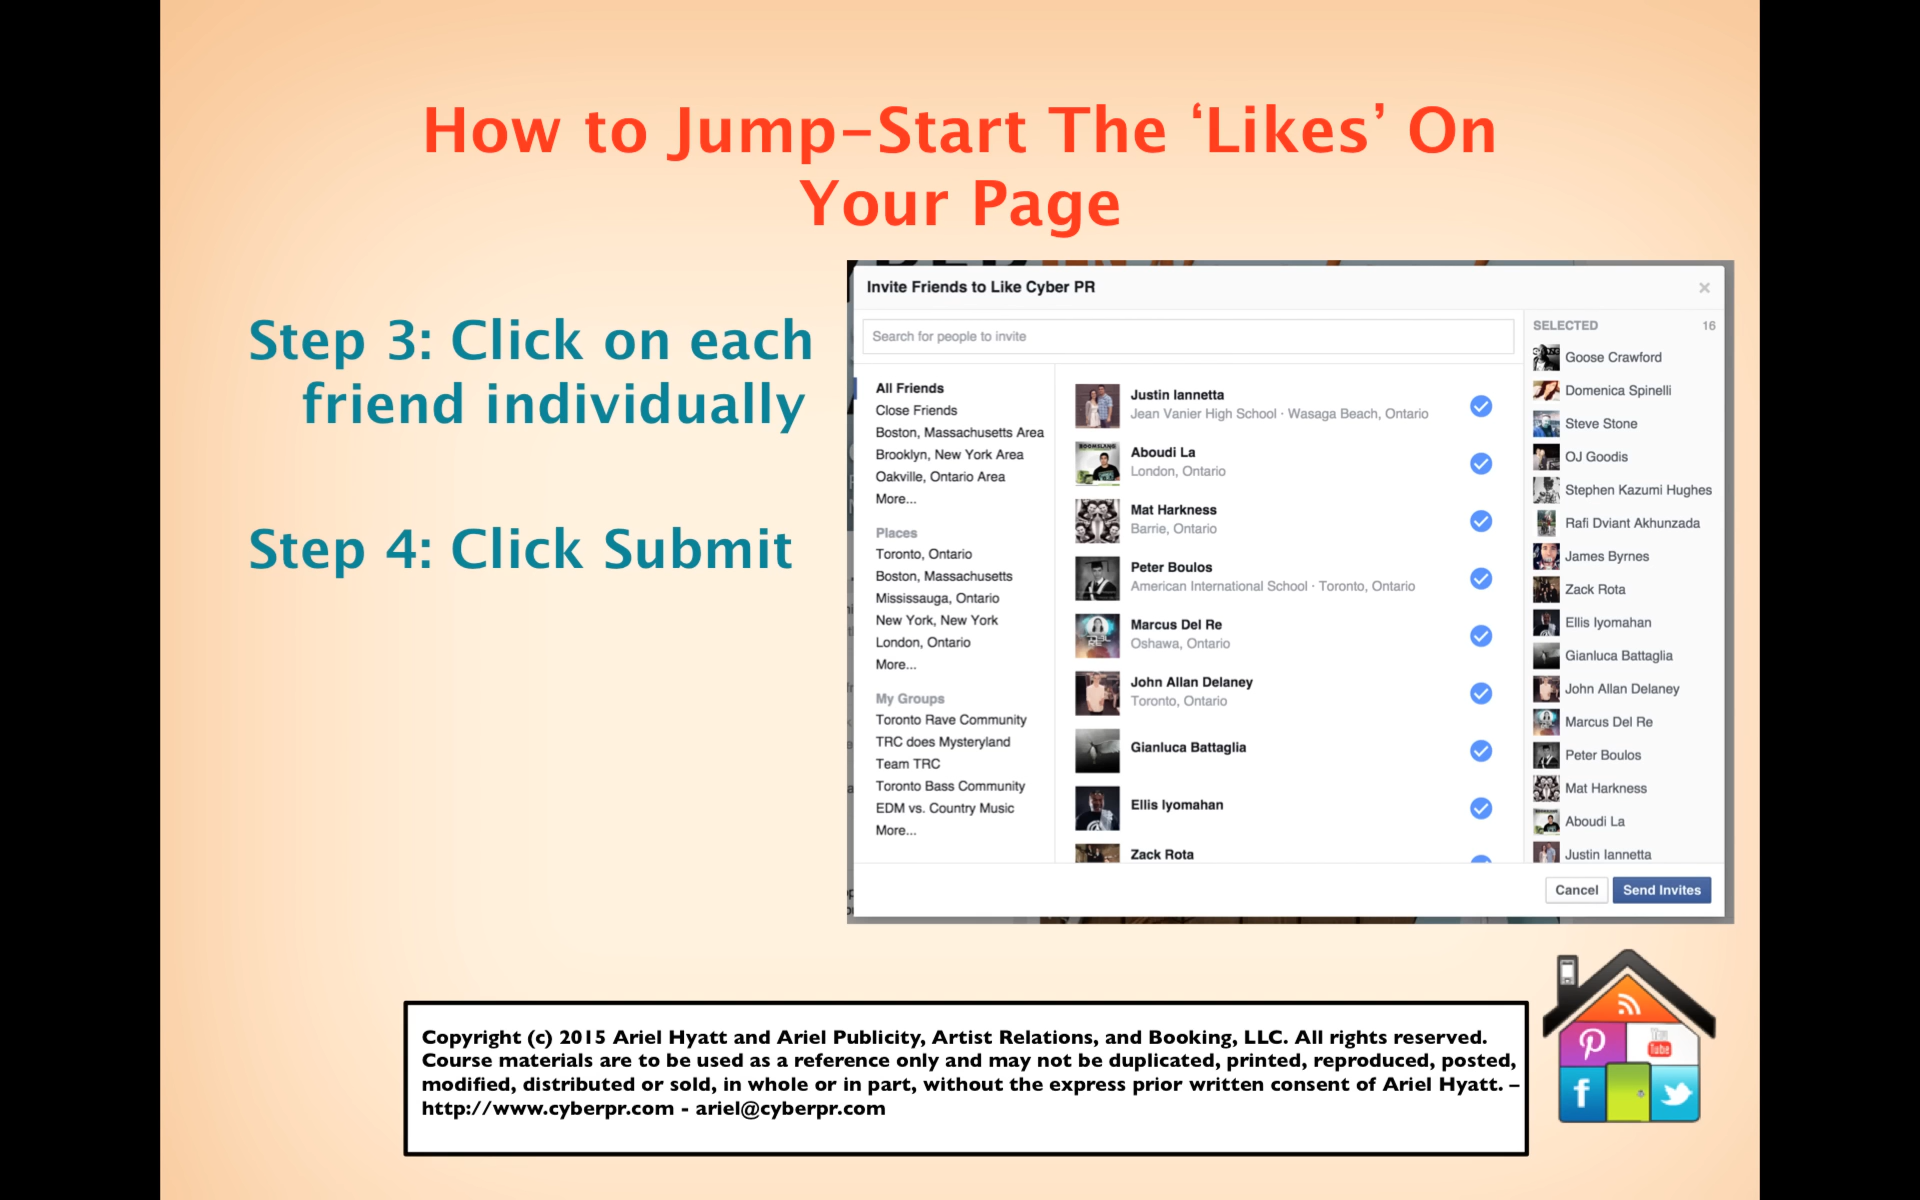 How to Jump-Start The ‘Likes’ On
Your Page
Step 3: Click on each
friend individually
Step 4: Click Submit
Invite Friends to Like Cyber PR
Search for people to invite
All Friends
Close Friends
Boston, Massachusetts Area
Brooklyn, New York Area
Oakville, Ontario Area
More...
Places
Toronto, Ontario
Boston, Massachusetts
Mississauga, Ontario
New York, New York
London, Ontario
More...
My Groups
Toronto Rave Community
TRC does Mysteryland
Team TRC
Toronto Bass Community
EDM vs. Country Music
More...
Justin Iannetta
Jean Vanier High School · Wasaga Beach, Ontario
Aboudi La
London, Ontario
Mat Harkness
Barrie, Ontario
Peter Boulos
American International School · Toronto, Ontario
Marcus Del Re
Oshawa, Ontario
John Allan Delaney
Toronto, Ontario
Gianluca Battaglia
Ellis Iyomahan
Zack Rota
SELECTED 16
Goose Crawford
Domenica Spinelli
Steve Stone
OJ Goodis
Stephen Kazumi Hughes
Rafi Dviant Akhunzada
James Byrnes
Zack Rota
Ellis Iyomahan
Gianluca Battaglia
John Allan Delaney
Marcus Del Re
Peter Boulos
Mat Harkness
Aboudi La
Justin Iannetta
Cancel Send Invites
Copyright (c) 2015 Ariel Hyatt and Ariel Publicity, Artist Relations, and Booking, LLC. All rights reserved.
Course materials are to be used as a reference only and may not be duplicated, printed, reproduced, posted,
modified, distributed or sold, in whole or in part, without the express prior written consent of Ariel Hyatt. –
http://www.cyberpr.com - ariel@cyberpr.com
You
Tube